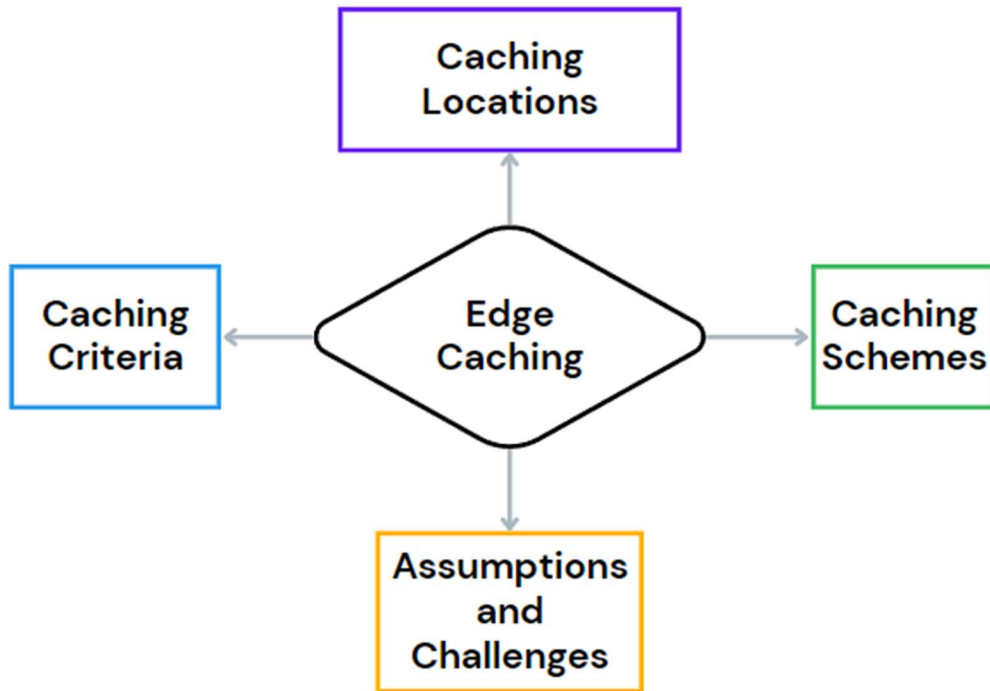 Caching
Locations
Caching
Criteria
Edge
Caching
Caching
Schemes
Assumptions
and
Challenges